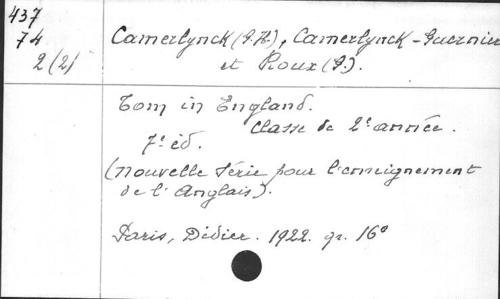 437
74
2 (2)
Camerlynck (G.H.), Camerlynck-Guernier
et Roux (G.).
Tom in England.
Classe de 2e année.
7e éd.
(Nouvelle Série pour l'enseignement
de l'Anglais).
Paris, Didier. 1922. gr. 16°